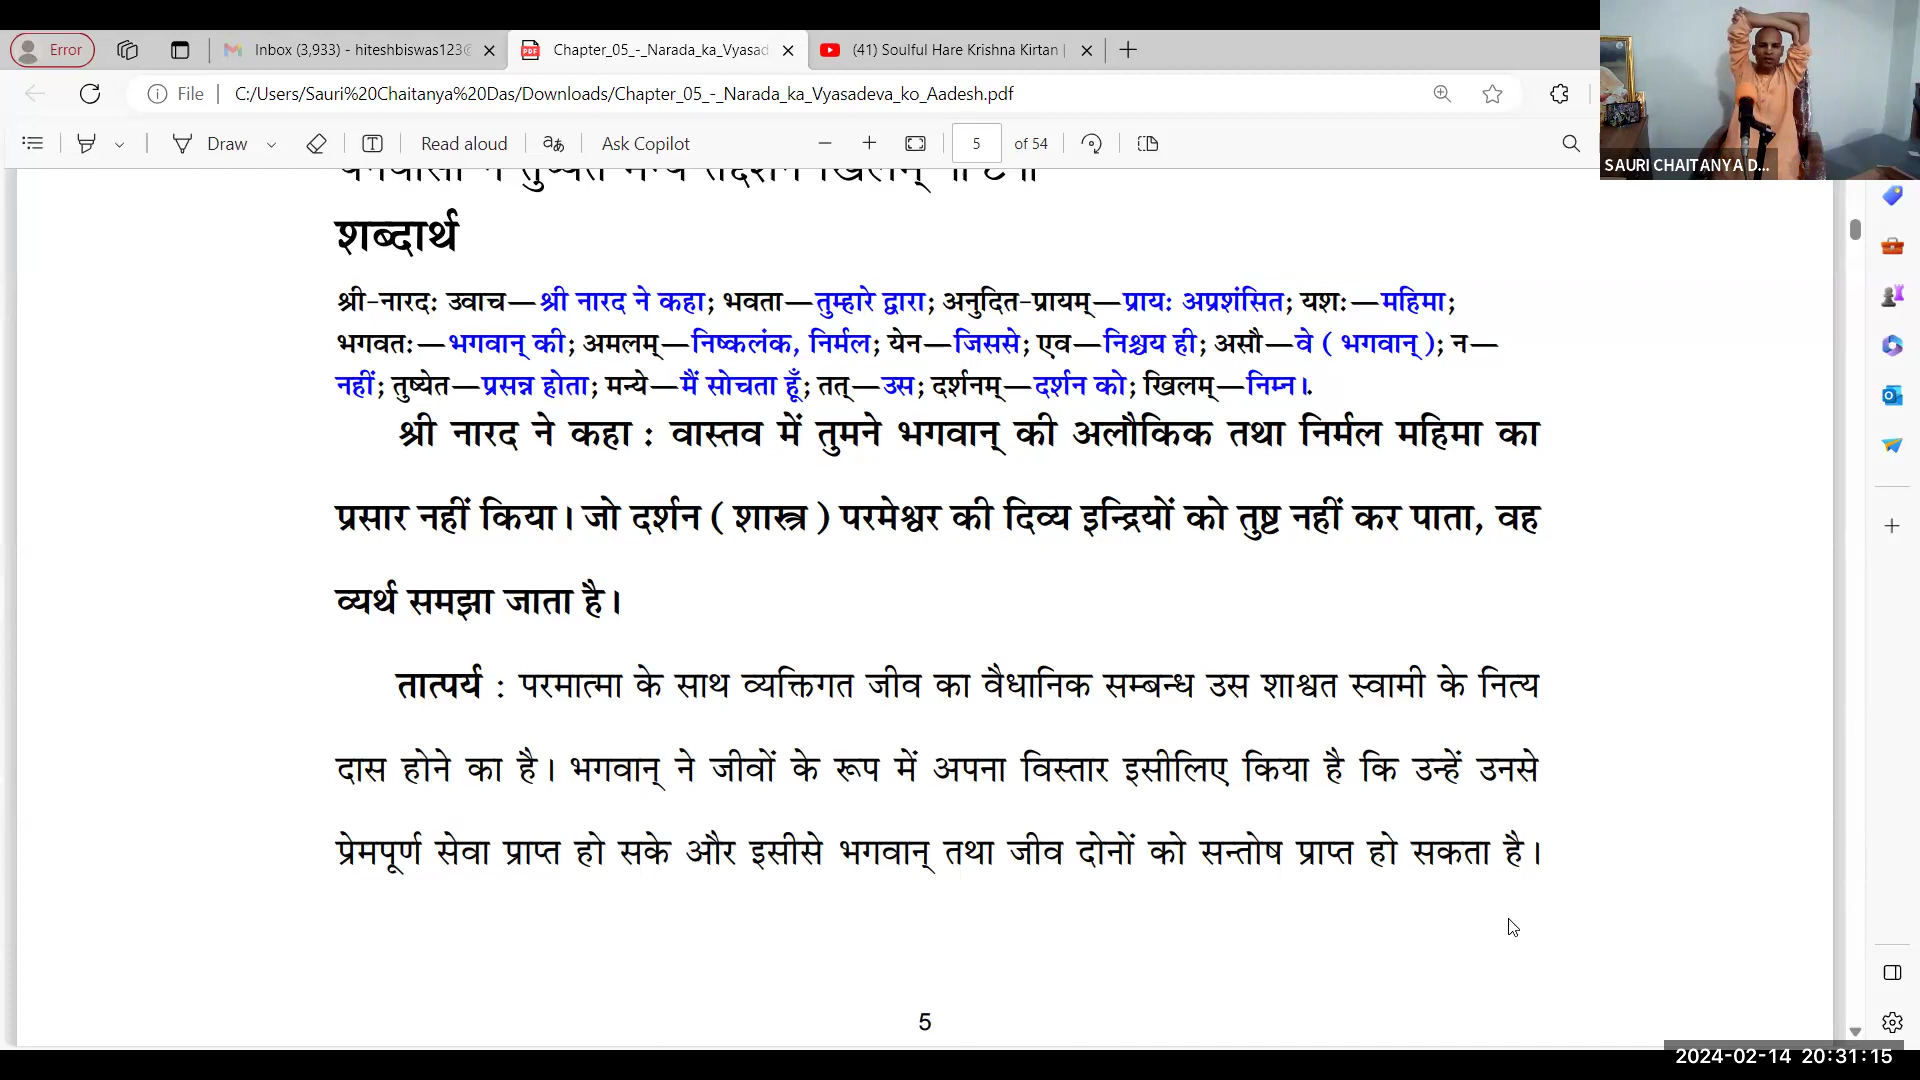 Error
Inbox (3,933) - hiteshbiswas123
Chapter_05_-_Narada_ka_Vyasad
(41) Soulful Hare Krishna Kirtan
File
C:/Users/Sauri%20Chaitanya%20Das/Downloads/Chapter_05_-_Narada_ka_Vyasadeva_ko_Aadesh.pdf
Draw
Read aloud
Ask Copilot
5 of 54
SAURI CHAITANYA D...
शब्दार्थ
श्री-नारदः उवाच—श्री नारद ने कहा; भवता—तुम्हारे द्वारा; अनुदित-प्रायम्—प्रायः अप्रशंसित; यशः—महिमा;
भगवतः—भगवान् की; अमलम्—निष्कलंक, निर्मल; येन—जिससे; एव—निश्चय ही; असौ—वे ( भगवान् ); न—
नहीं; तुष्येत—प्रसन्न होता; मन्ये—मैं सोचता हूँ; तत्—उस; दर्शनम्—दर्शन को; खिलम्—निम्न।.
श्री नारद ने कहा : वास्तव में तुमने भगवान् की अलौकिक तथा निर्मल महिमा का
प्रसार नहीं किया। जो दर्शन ( शास्त्र ) परमेश्वर की दिव्य इन्द्रियों को तुष्ट नहीं कर पाता, वह
व्यर्थ समझा जाता है।
तात्पर्य : परमात्मा के साथ व्यक्तिगत जीव का वैधानिक सम्बन्ध उस शाश्वत स्वामी के नित्य
दास होने का है। भगवान् ने जीवों के रूप में अपना विस्तार इसीलिए किया है कि उन्हें उनसे
प्रेमपूर्ण सेवा प्राप्त हो सके और इसीसे भगवान् तथा जीव दोनों को सन्तोष प्राप्त हो सकता है।
5
2024-02-14 20:31:15